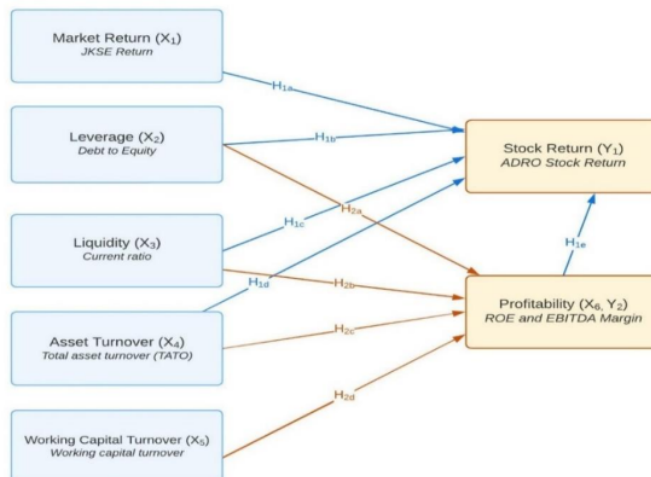 Market Return (X₁)
JKSE Return
H₁ₐ
Leverage (X₂)
Debt to Equity
H₁b
Stock Return (Y₁)
ADRO Stock Return
H₂ₐ
H₁c
Liquidity (X₃)
Current ratio
H₁ₑ
H₁d
H₂b
Profitability (X₆, Y₂)
ROE and EBITDA Margin
H₂c
Asset Turnover (X₄)
Total asset turnover (TATO)
H₂d
Working Capital Turnover (X₅)
Working capital turnover